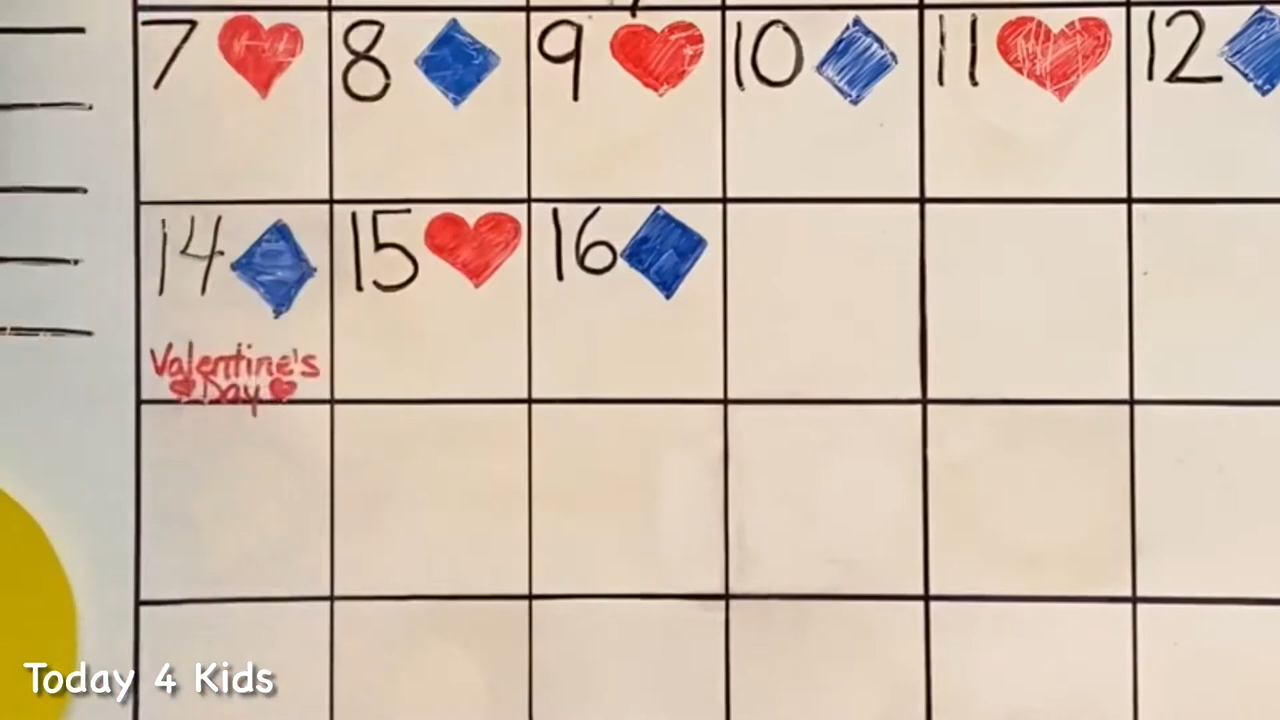 7 8 9 10 11 12
14 15 16
Valentine's
Day
Today 4 Kids